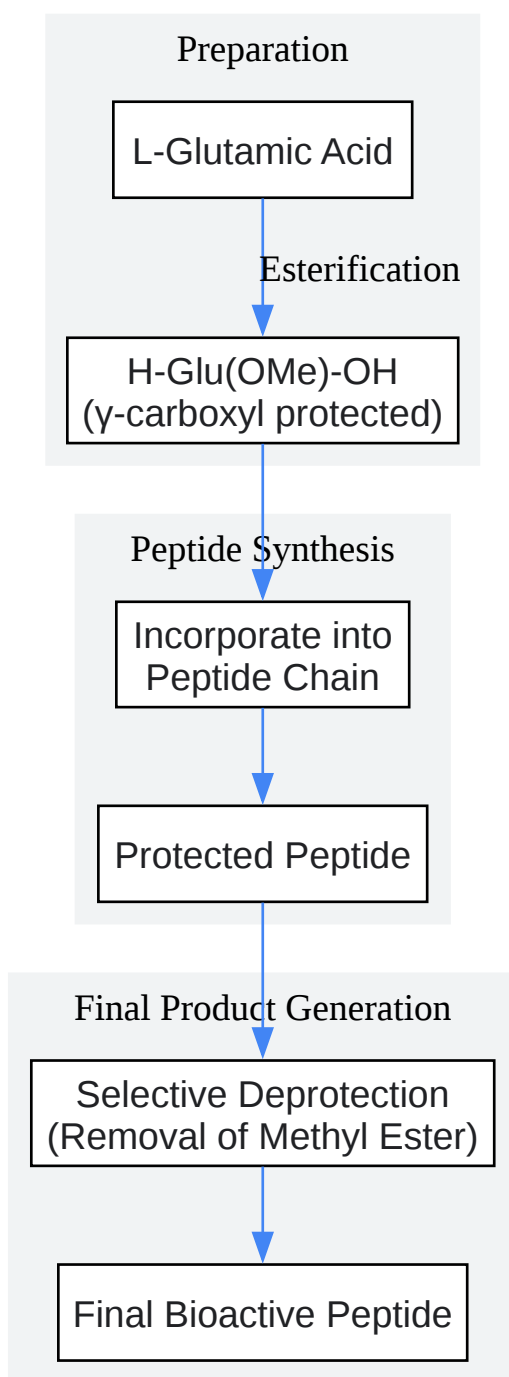 Preparation
L-Glutamic Acid
Esterification
H-Glu(OMe)-OH
(γ-carboxyl protected)
Peptide Synthesis
Incorporate into
Peptide Chain
Protected Peptide
Final Product Generation
Selective Deprotection
(Removal of Methyl Ester)
Final Bioactive Peptide